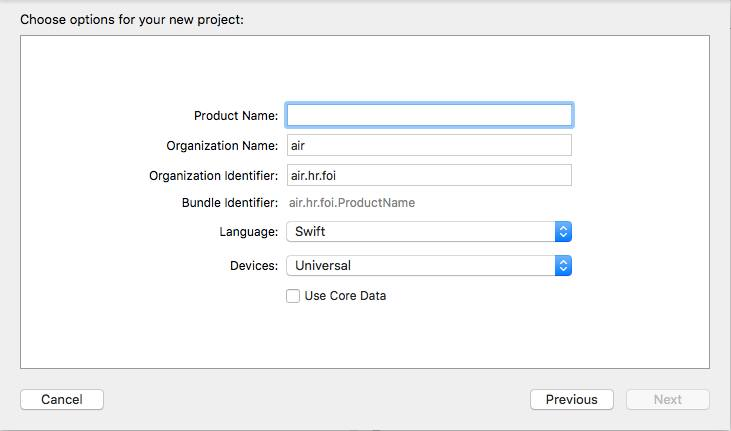 Choose options for your new project:
Product Name:
Organization Name: air
Organization Identifier: air.hr.foi
Bundle Identifier: air.hr.foi.ProductName
Language: Swift
Devices: Universal
Use Core Data
Cancel Previous Next